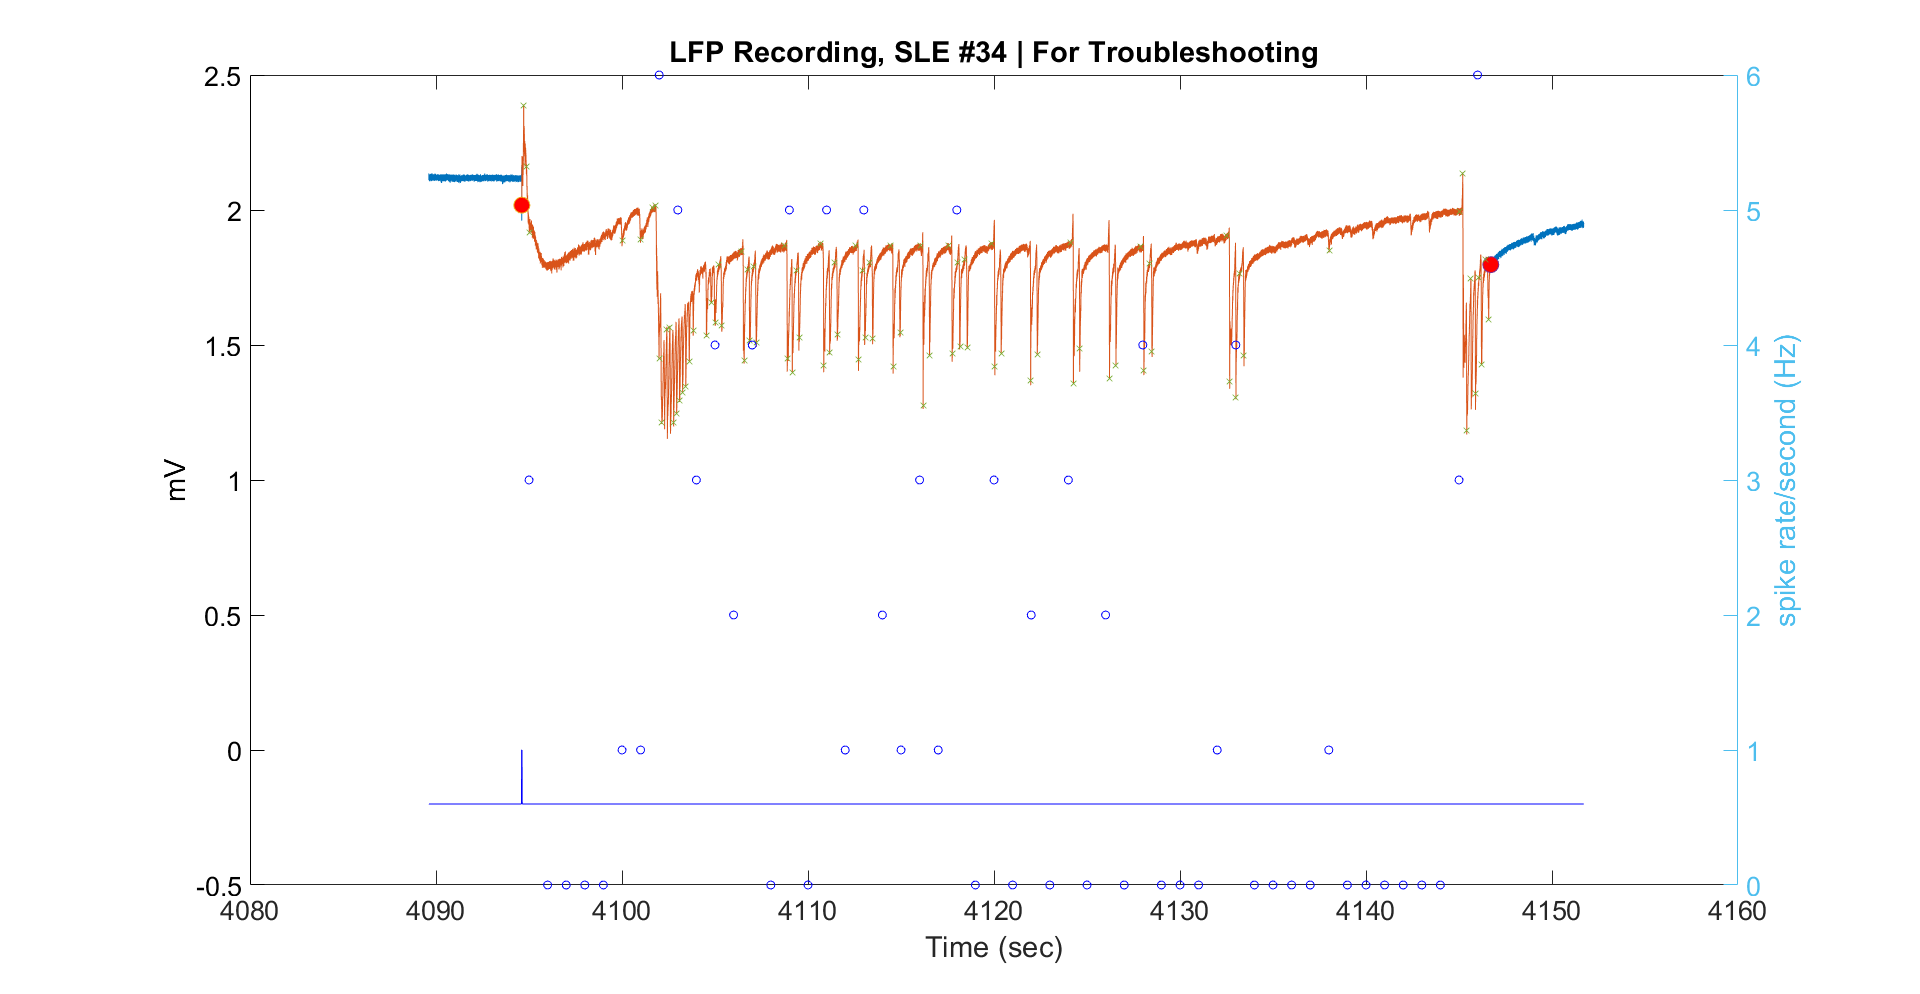 LFP Recording, SLE #34 | For Troubleshooting
2.5
2
1.5
1
0.5
0
-0.5
mV
6
5
4
3
2
1
0
spike rate/second (Hz)
4080 4090 4100 4110 4120 4130 4140 4150 4160
Time (sec)